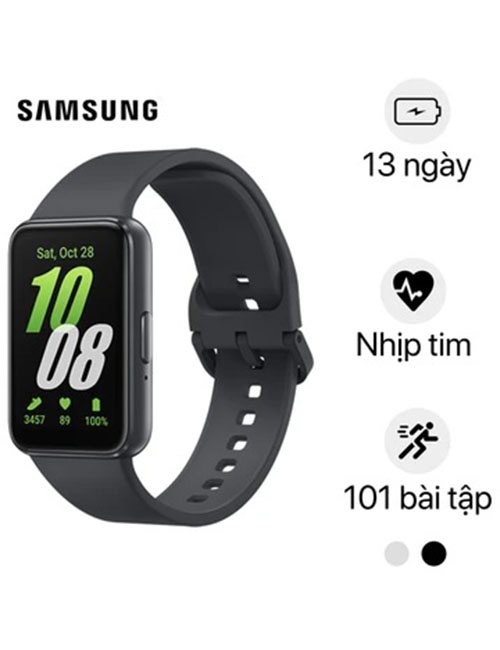 SAMSUNG
13 ngày
Sat, Oct 28
10
08
3457 89 100%
Nhịp tim
101 bài tập